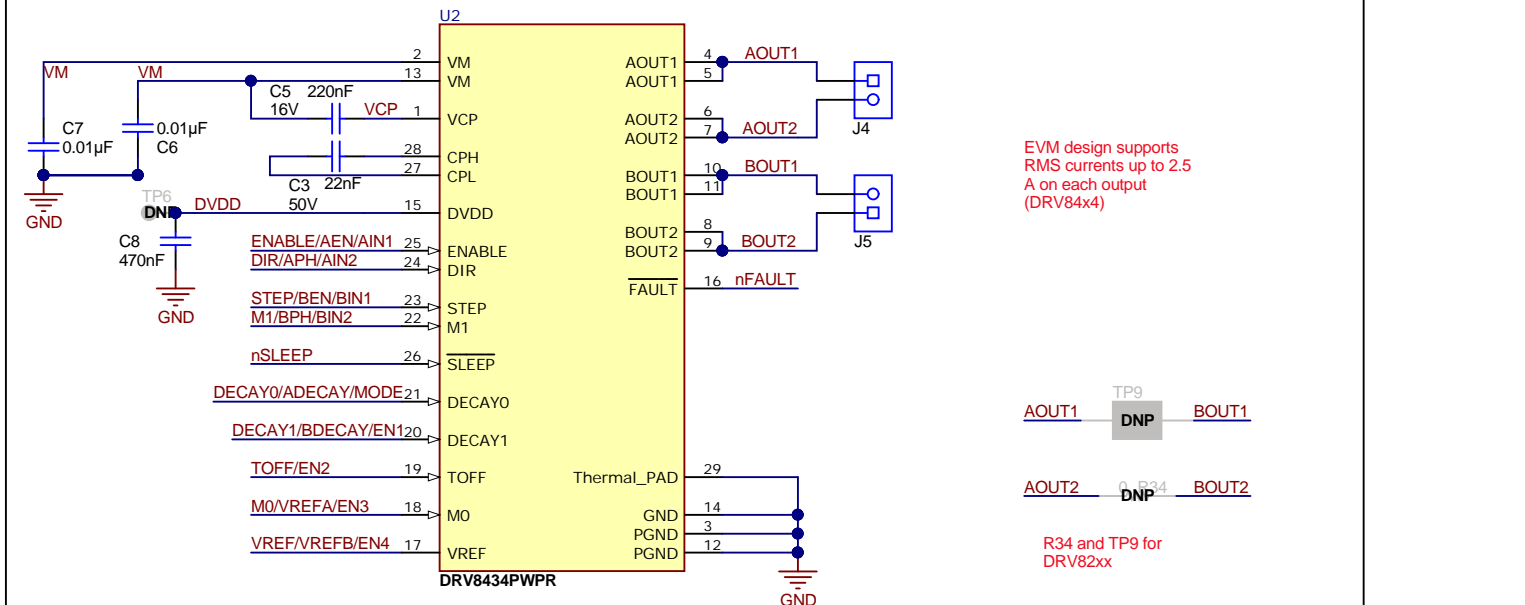 U2
2 VM
13 VM
VM
VM
C5 220nF
16V
VCP 1 VCP
C7
0.01µF
0.01µF
C6
28 CPH
27 CPL
C3 22nF
50V
TP6
DNP
DVDD 15 DVDD
GND
C8
470nF
GND
ENABLE/AEN/AIN1 25 ENABLE
DIR/APH/AIN2 24 DIR
STEP/BEN/BIN1 23 STEP
M1/BPH/BIN2 22 M1
nSLEEP 26 SLEEP
DECAY0/ADECAY/MODE 21 DECAY0
DECAY1/BDECAY/EN1 20 DECAY1
TOFF/EN2 19 TOFF
M0/VREFA/EN3 18 M0
VREF/VREFB/EN4 17 VREF
DRV8434PWPR
AOUT1 4 AOUT1
AOUT1 5
AOUT2 6
AOUT2 7 AOUT2
J4
BOUT1 10 BOUT1
BOUT1 11
BOUT2 8
BOUT2 9 BOUT2
J5
FAULT 16 nFAULT
Thermal_PAD 29
GND 14
PGND 3
PGND 12
GND
EVM design supports
RMS currents up to 2.5
A on each output
(DRV84x4)
TP9
AOUT1 DNP BOUT1
AOUT2 0 R34 DNP BOUT2
R34 and TP9 for
DRV82xx